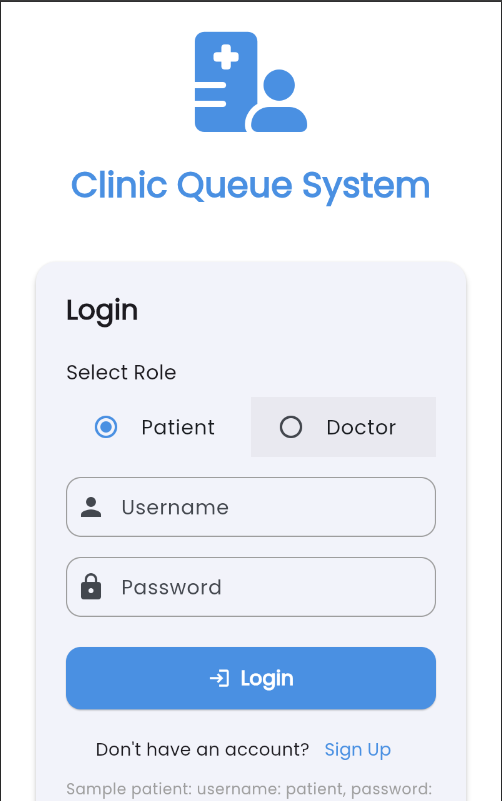 Clinic Queue System
Login
Select Role
Patient
Doctor
Username
Password
Login
Don't have an account? Sign Up
Sample patient: username: patient, password: